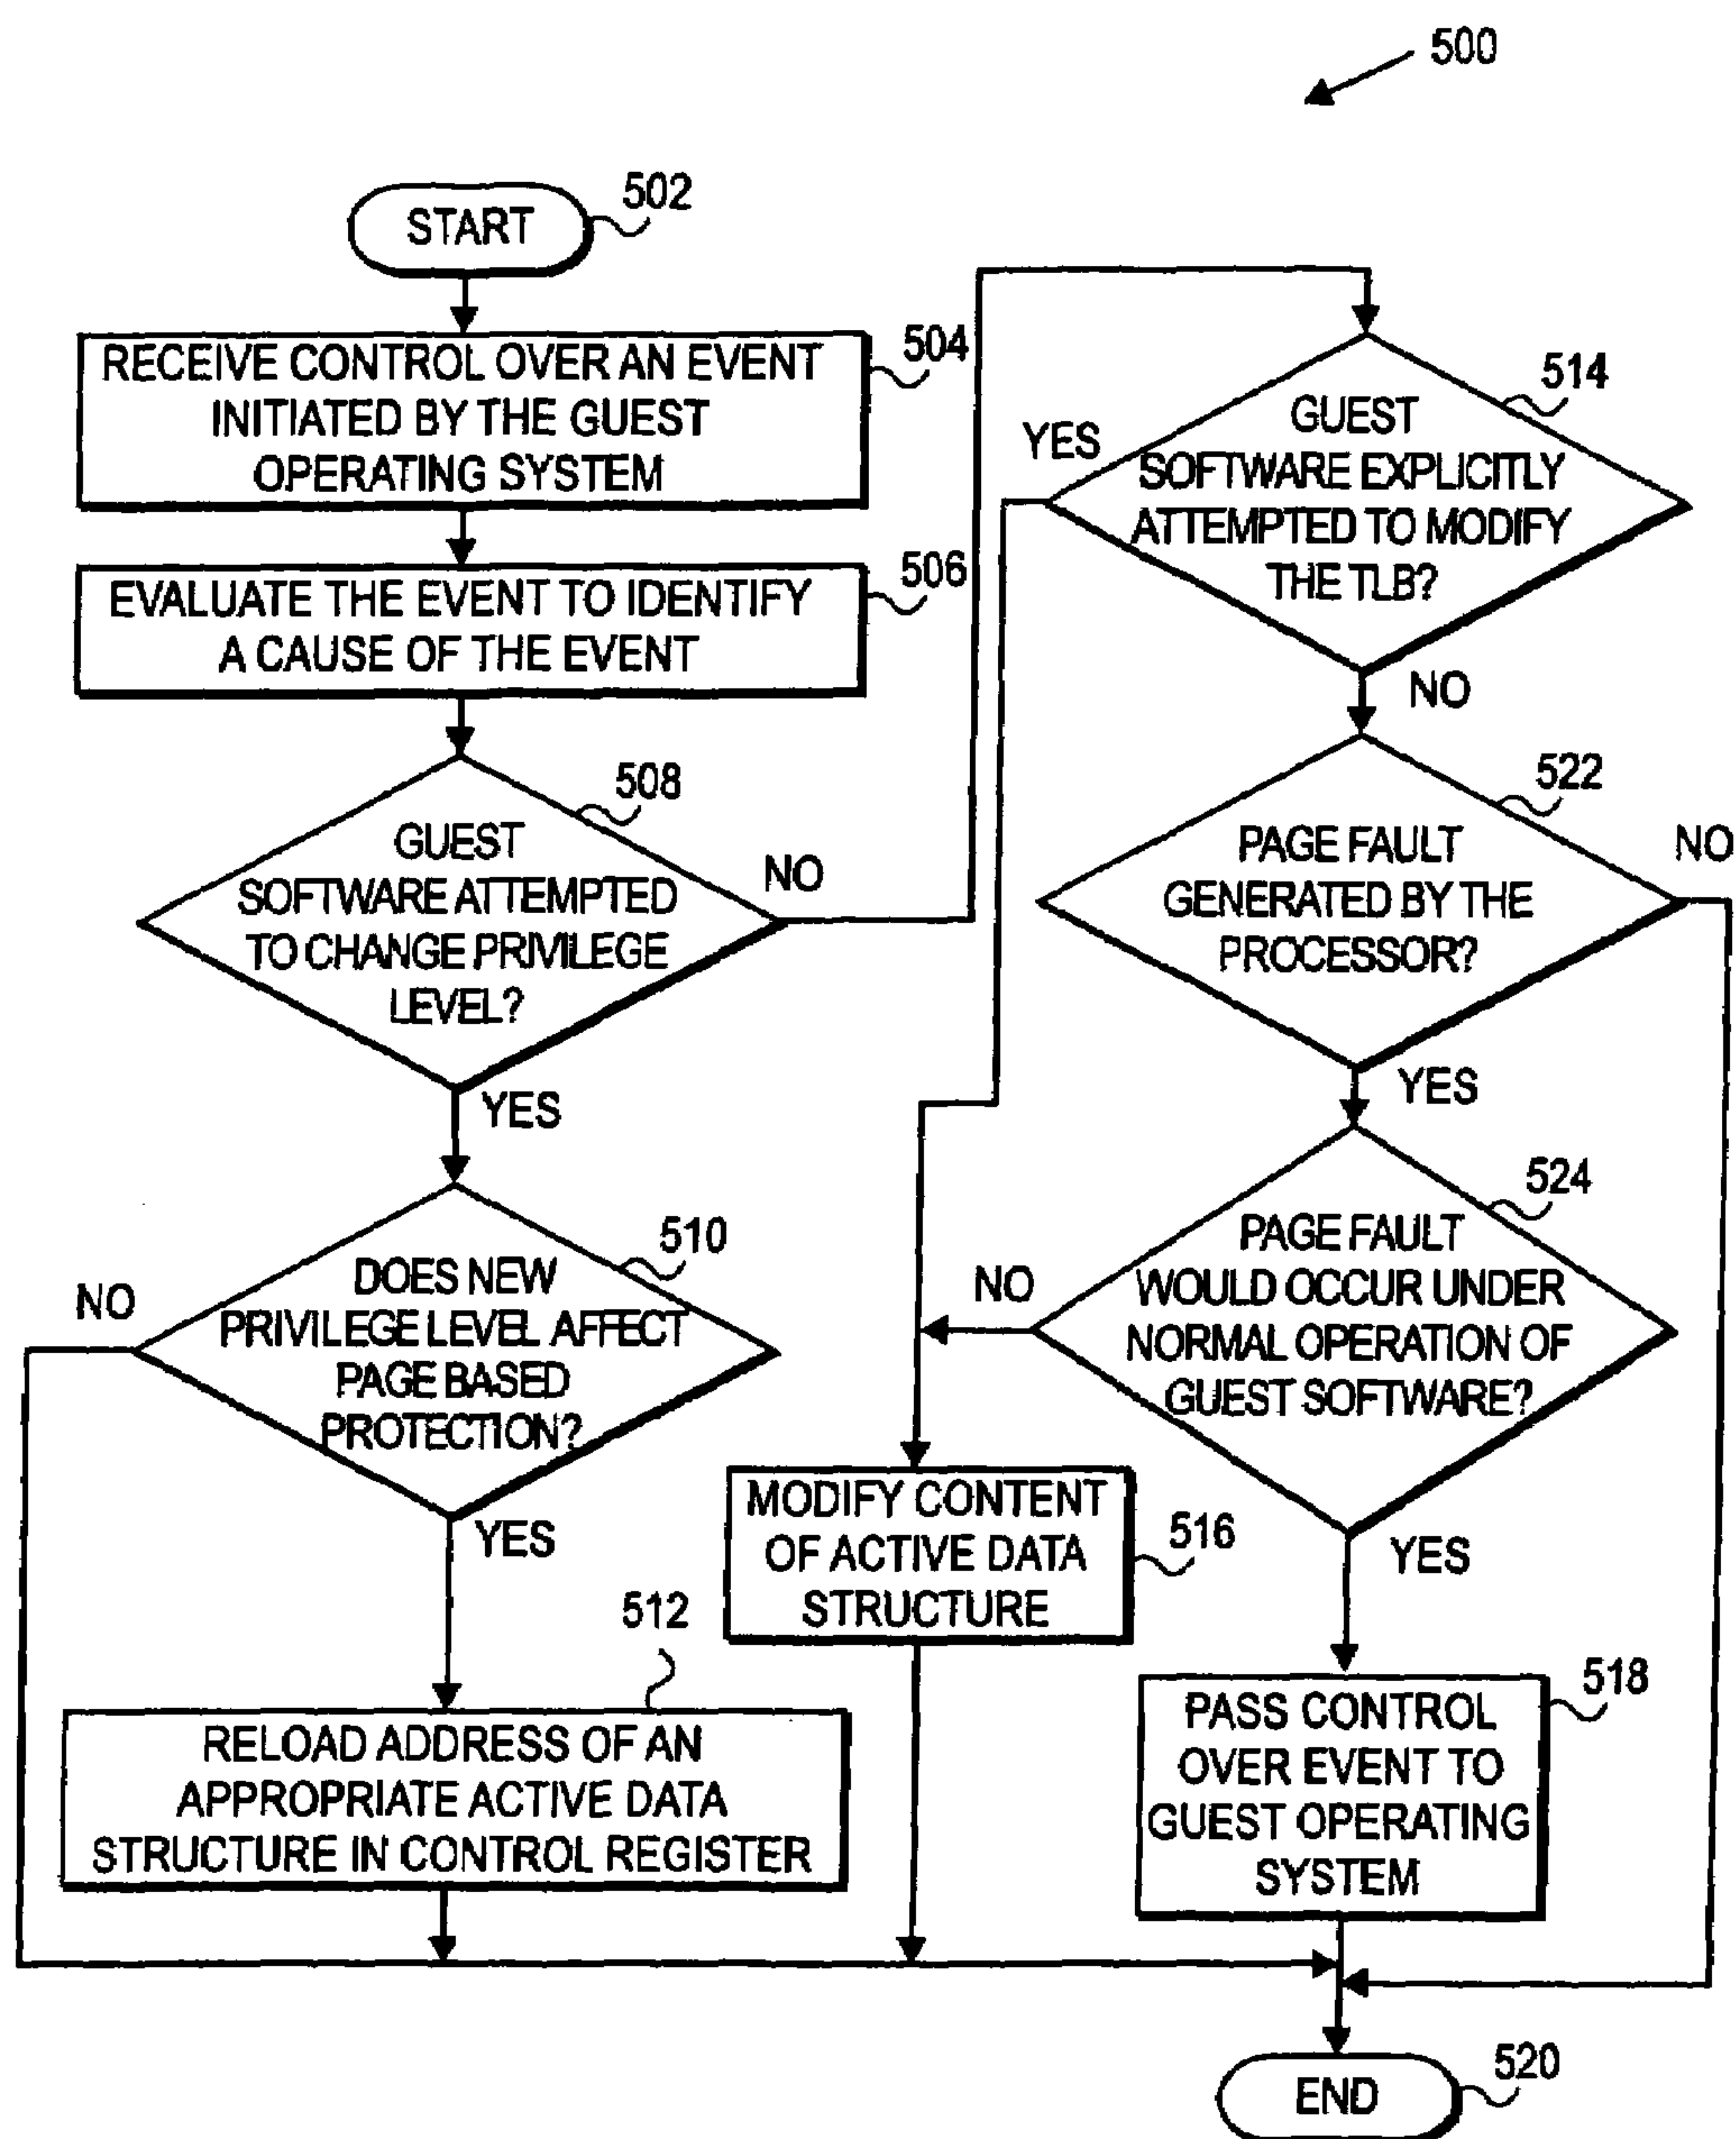 500
START
502
RECEIVE CONTROL OVER AN EVENT
INITIATED BY THE GUEST
OPERATING SYSTEM
504
EVALUATE THE EVENT TO IDENTIFY
A CAUSE OF THE EVENT
506
GUEST
SOFTWARE ATTEMPTED
TO CHANGE PRIVILEGE
LEVEL?
508
NO
YES
DOES NEW
PRIVILEGE LEVEL AFFECT
PAGE BASED
PROTECTION?
510
NO
YES
512
RELOAD ADDRESS OF AN
APPROPRIATE ACTIVE DATA
STRUCTURE IN CONTROL REGISTER
GUEST
SOFTWARE EXPLICITLY
ATTEMPTED TO MODIFY
THE TLB?
514
YES
NO
PAGE FAULT
GENERATED BY THE
PROCESSOR?
522
NO
YES
PAGE FAULT
WOULD OCCUR UNDER
NORMAL OPERATION OF
GUEST SOFTWARE?
524
NO
YES
MODIFY CONTENT
OF ACTIVE DATA
STRUCTURE
516
PASS CONTROL
OVER EVENT TO
GUEST OPERATING
SYSTEM
518
END
520